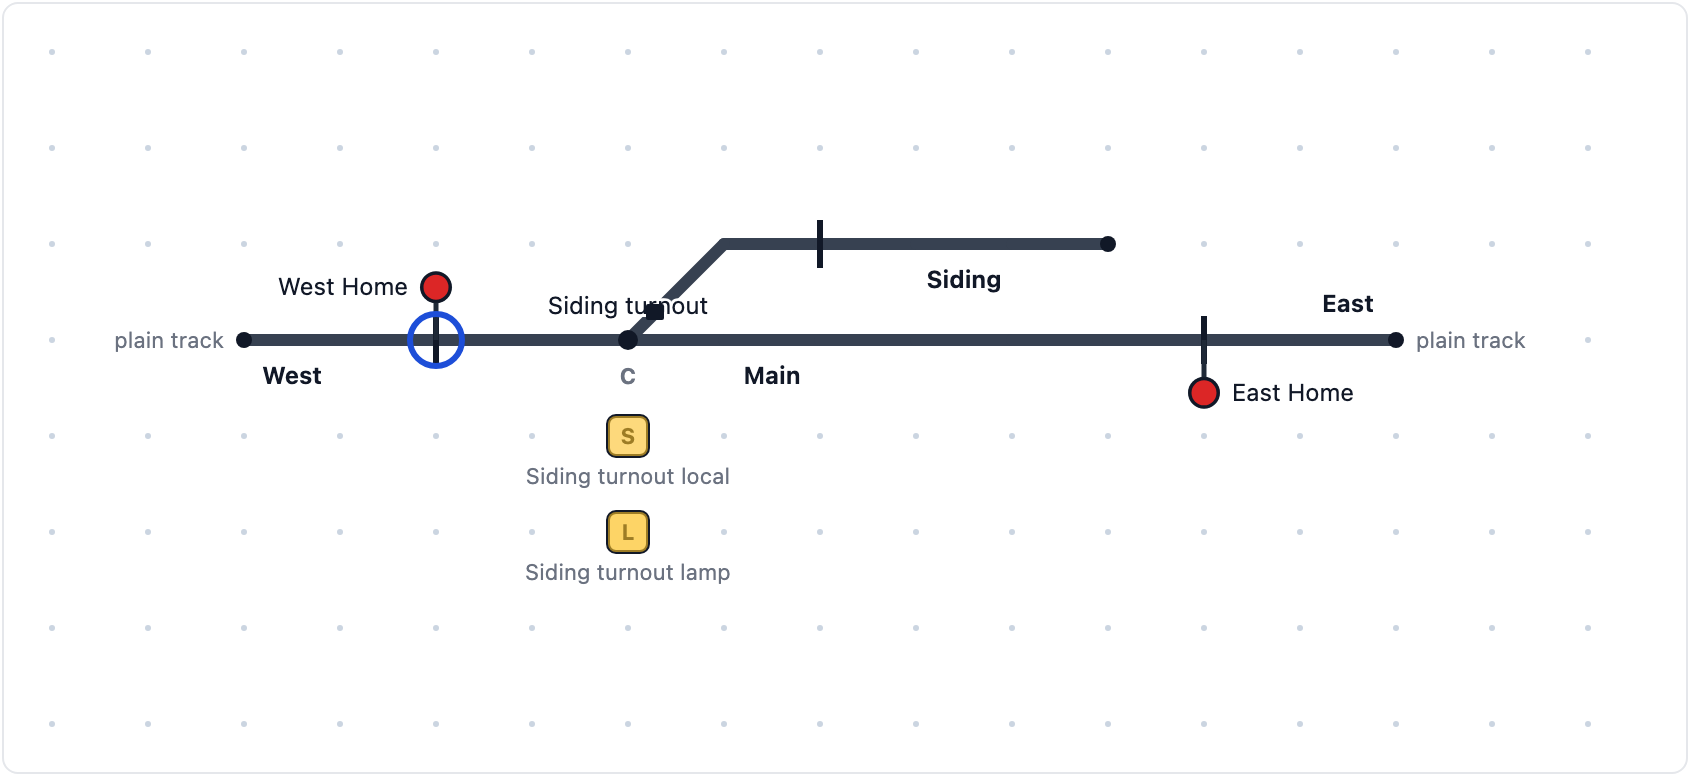 Siding
West Home
Siding turnout
East
plain track
plain track
West
C
Main
East Home
S
Siding turnout local
L
Siding turnout lamp